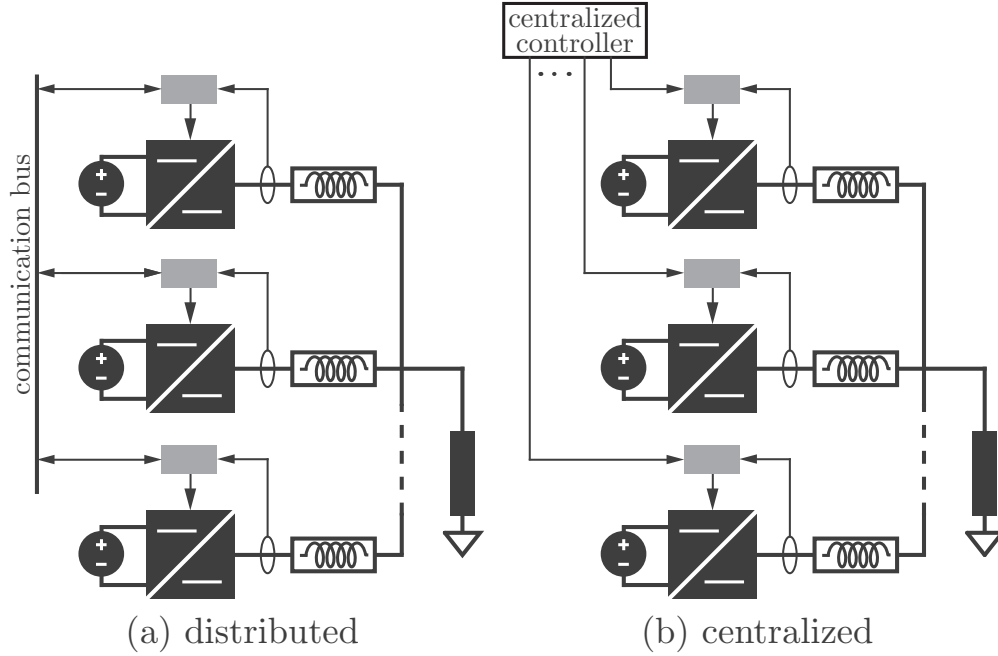 centralized
controller
communication bus
(a) distributed
(b) centralized